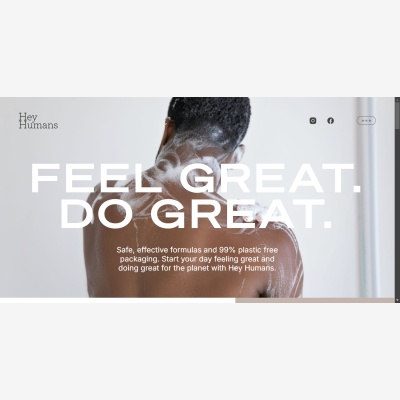 Hey
Humans
FEEL GREAT.
DO GREAT.
Safe, effective formulas and 99% plastic free
packaging. Start your day feeling great and
doing great for the planet with Hey Humans.